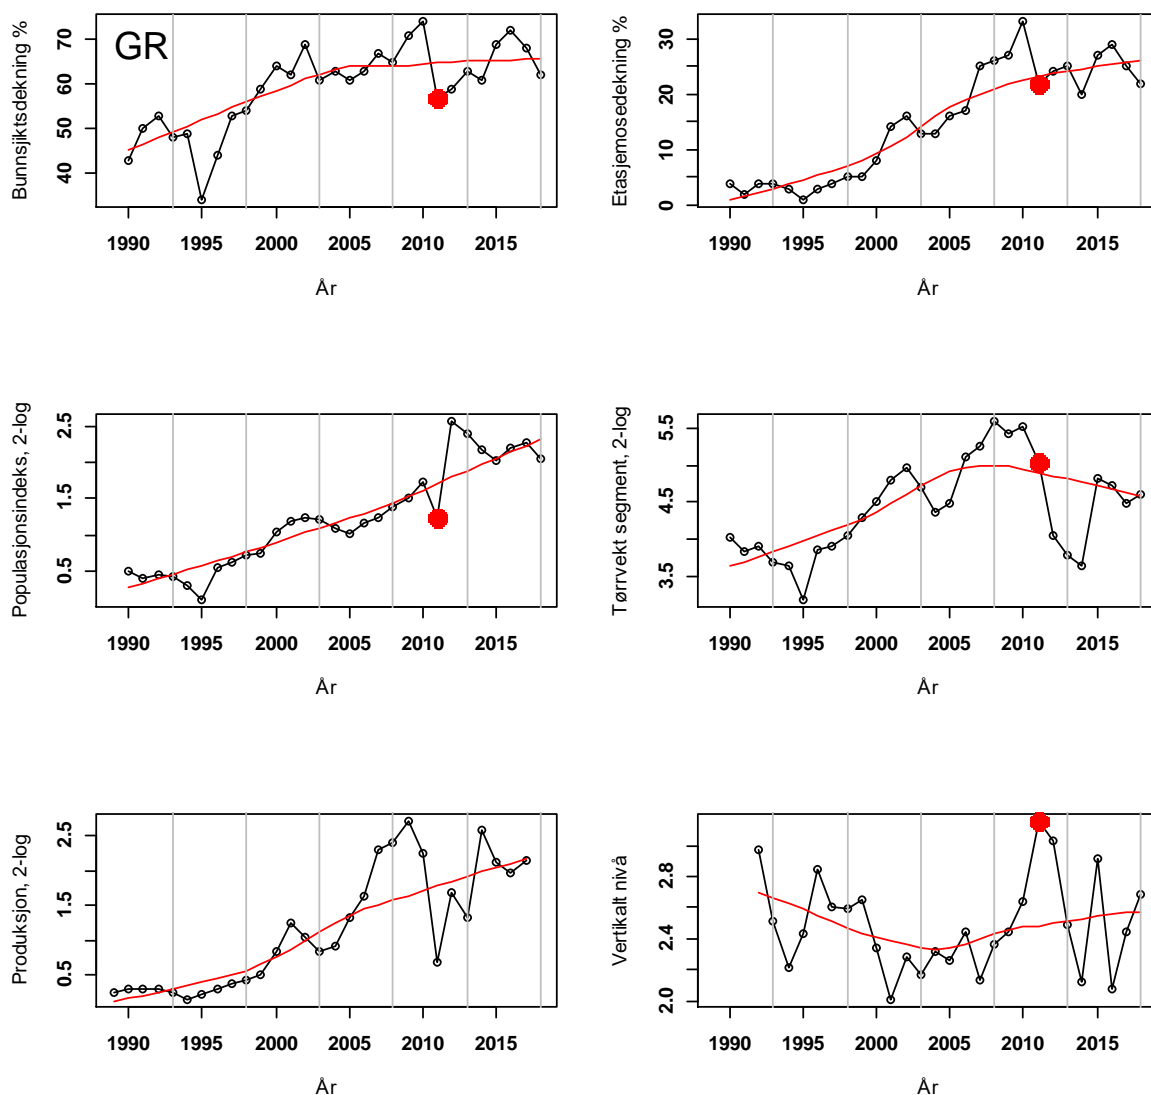 GR
Bunnsjiktsdekning %
40 50 60 70
1990 1995 2000 2005 2010 2015
År
Etasjemosedekning %
0 10 20 30
1990 1995 2000 2005 2010 2015
År
Populasjonsindeks, 2-log
0.5 1.5 2.5
1990 1995 2000 2005 2010 2015
År
Tørrvekt segment, 2-log
3.5 4.5 5.5
1990 1995 2000 2005 2010 2015
År
Produksjon, 2-log
0.5 1.5 2.5
1990 1995 2000 2005 2010 2015
År
Vertikalt nivå
2.0 2.4 2.8
1990 1995 2000 2005 2010 2015
År